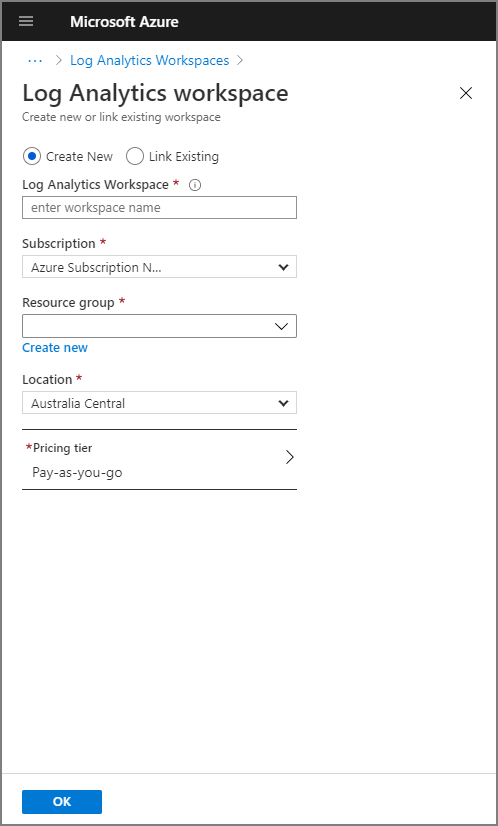 Microsoft Azure
... > Log Analytics Workspaces >
Log Analytics workspace
Create new or link existing workspace
Create New Link Existing
Log Analytics Workspace *
enter workspace name
Subscription *
Azure Subscription N...
Resource group *
Create new
Location *
Australia Central
*Pricing tier
Pay-as-you-go
OK